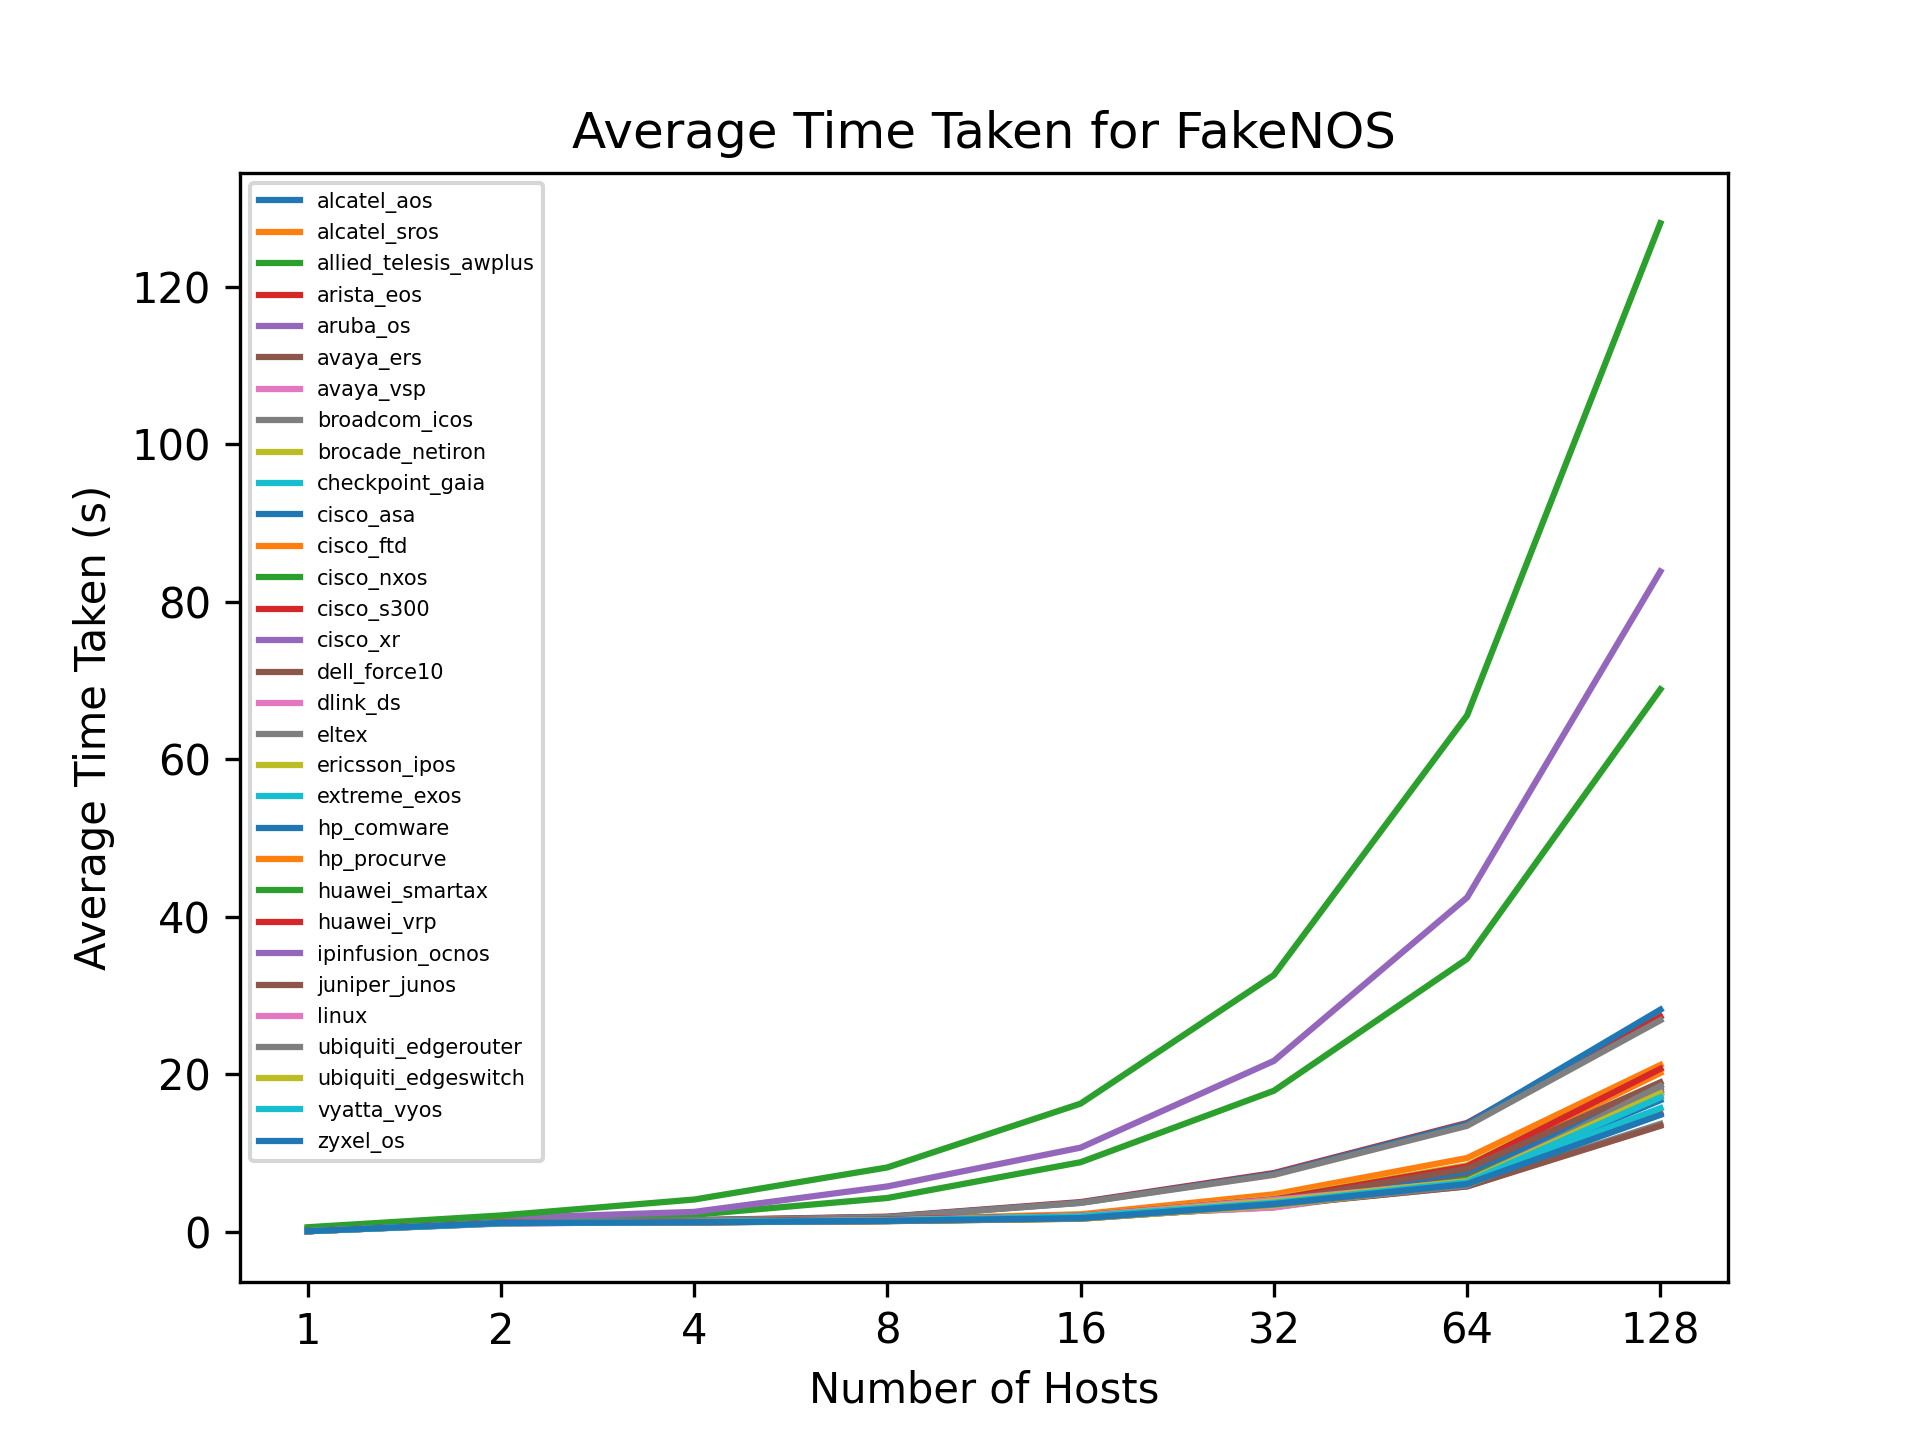 Average Time Taken for FakeNOS
Average Time Taken (s)
120
100
80
60
40
20
0
alcatel_aos
alcatel_sros
allied_telesis_awplus
arista_eos
aruba_os
avaya_ers
avaya_vsp
broadcom_icos
brocade_netiron
checkpoint_gaia
cisco_asa
cisco_ftd
cisco_nxos
cisco_s300
cisco_xr
dell_force10
dlink_ds
eltex
ericsson_ipos
extreme_exos
hp_comware
hp_procurve
huawei_smartax
huawei_vrp
ipinfusion_ocnos
juniper_junos
linux
ubiquiti_edgerouter
ubiquiti_edgeswitch
vyatta_vyos
zyxel_os
1 2 4 8 16 32 64 128
Number of Hosts